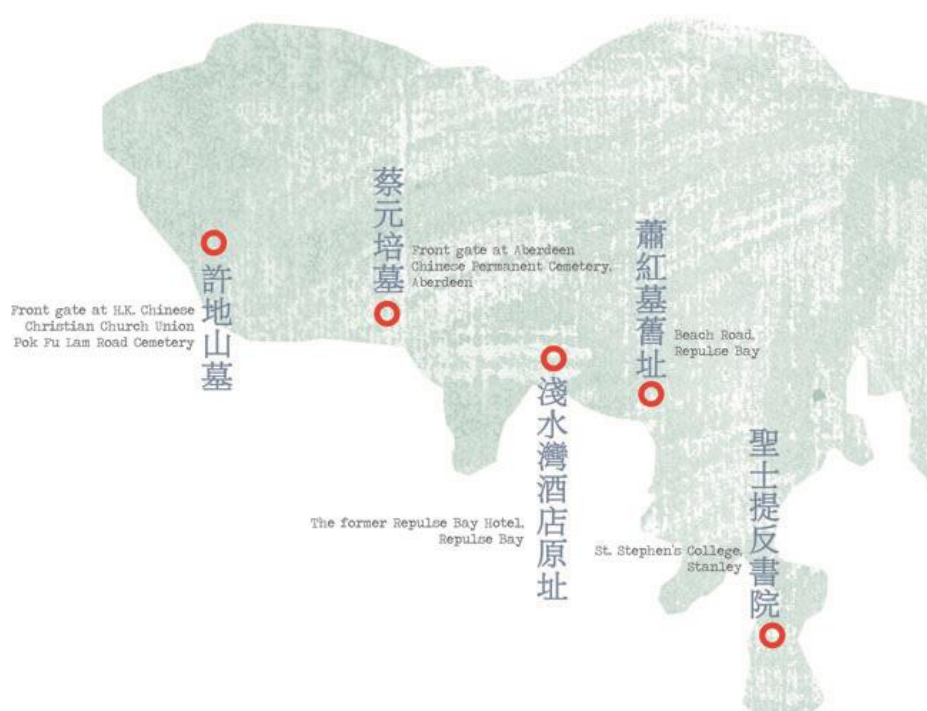 許地山墓
Front gate at H.K. Chinese
Christian Church Union
Pok Fu Lam Road Cemetery
蔡元培墓
Front gate at Aberdeen
Chinese Permanent Cemetery,
Aberdeen
淺水灣酒店原址
The former Repulse Bay Hotel,
Repulse Bay
蕭紅墓舊址
Beach Road,
Repulse Bay
聖士提反書院
St. Stephen's College,
Stanley